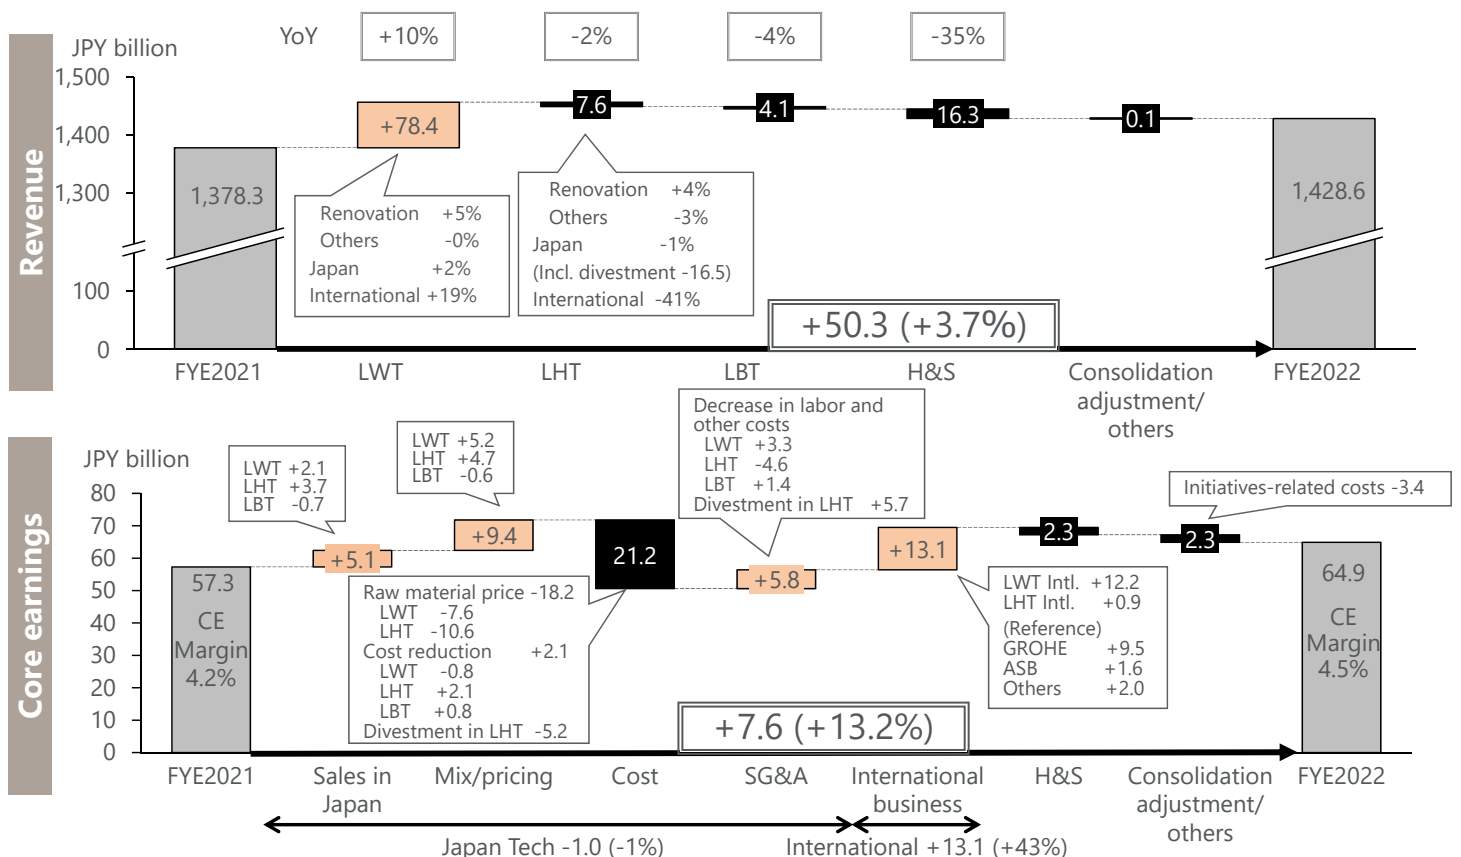 Revenue
JPY billion
YoY
+10%
-2%
-4%
-35%
1,500
1,400
1,300
100
0
1,378.3
+78.4
7.6
4.1
16.3
0.1
1,428.6
Renovation +5%
Others -0%
Japan +2%
International +19%
Renovation +4%
Others -3%
Japan -1%
(Incl. divestment -16.5)
International -41%
+50.3 (+3.7%)
FYE2021
LWT
LHT
LBT
H&S
Consolidation
adjustment/
others
FYE2022
Core earnings
JPY billion
80
70
60
50
40
30
20
10
0
57.3
CE
Margin
4.2%
LWT +2.1
LHT +3.7
LBT -0.7
+5.1
LWT +5.2
LHT +4.7
LBT -0.6
+9.4
21.2
Raw material price -18.2
LWT -7.6
LHT -10.6
Cost reduction +2.1
LWT -0.8
LHT +2.1
LBT +0.8
Divestment in LHT -5.2
Decrease in labor and
other costs
LWT +3.3
LHT -4.6
LBT +1.4
Divestment in LHT +5.7
+5.8
+13.1
LWT Intl. +12.2
LHT Intl. +0.9
(Reference)
GROHE +9.5
ASB +1.6
Others +2.0
2.3
Initiatives-related costs -3.4
2.3
64.9
CE
Margin
4.5%
+7.6 (+13.2%)
FYE2021
Sales in
Japan
Mix/pricing
Cost
SG&A
International
business
H&S
Consolidation
adjustment/
others
FYE2022
Japan Tech -1.0 (-1%)
International +13.1 (+43%)